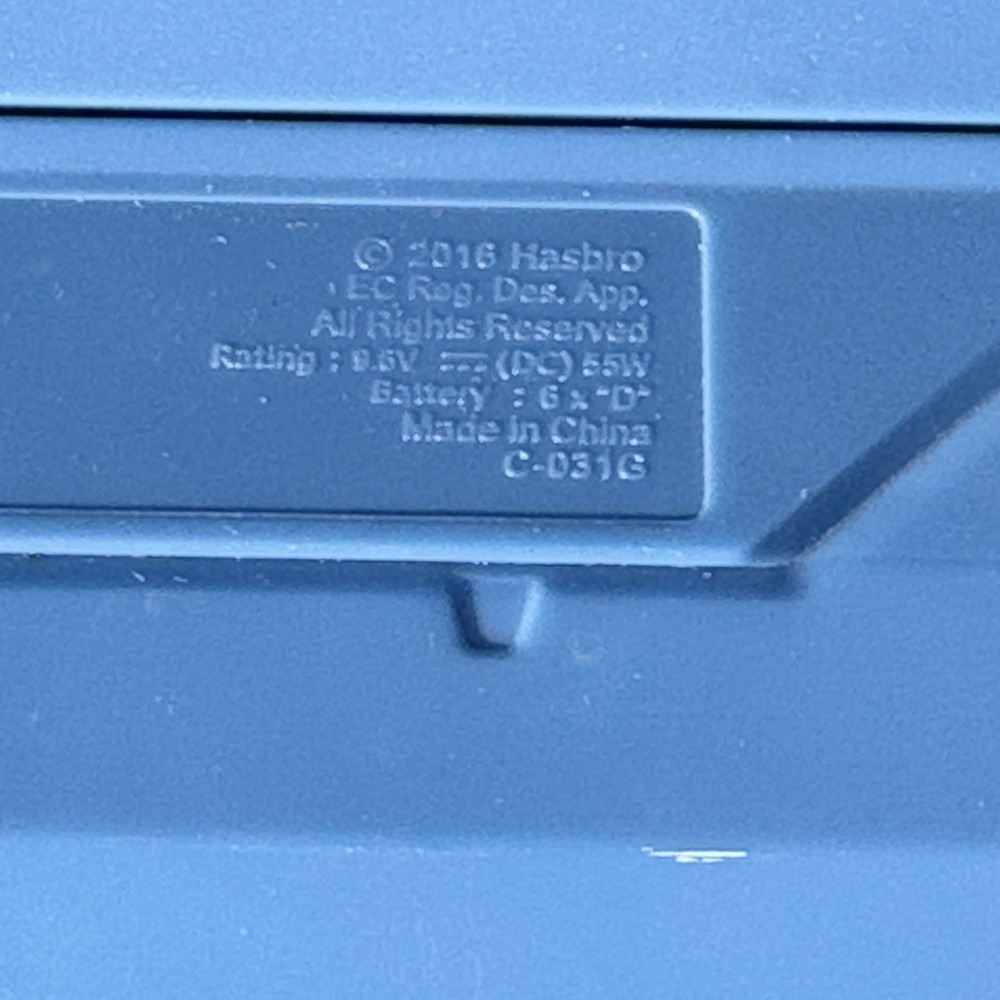 © 2016 Hasbro
EC Reg. Des. App.
All Rights Reserved
Rating : 9.6V ⎓ (DC) 55W
Battery : 6 x "D"
Made in China
C-031G